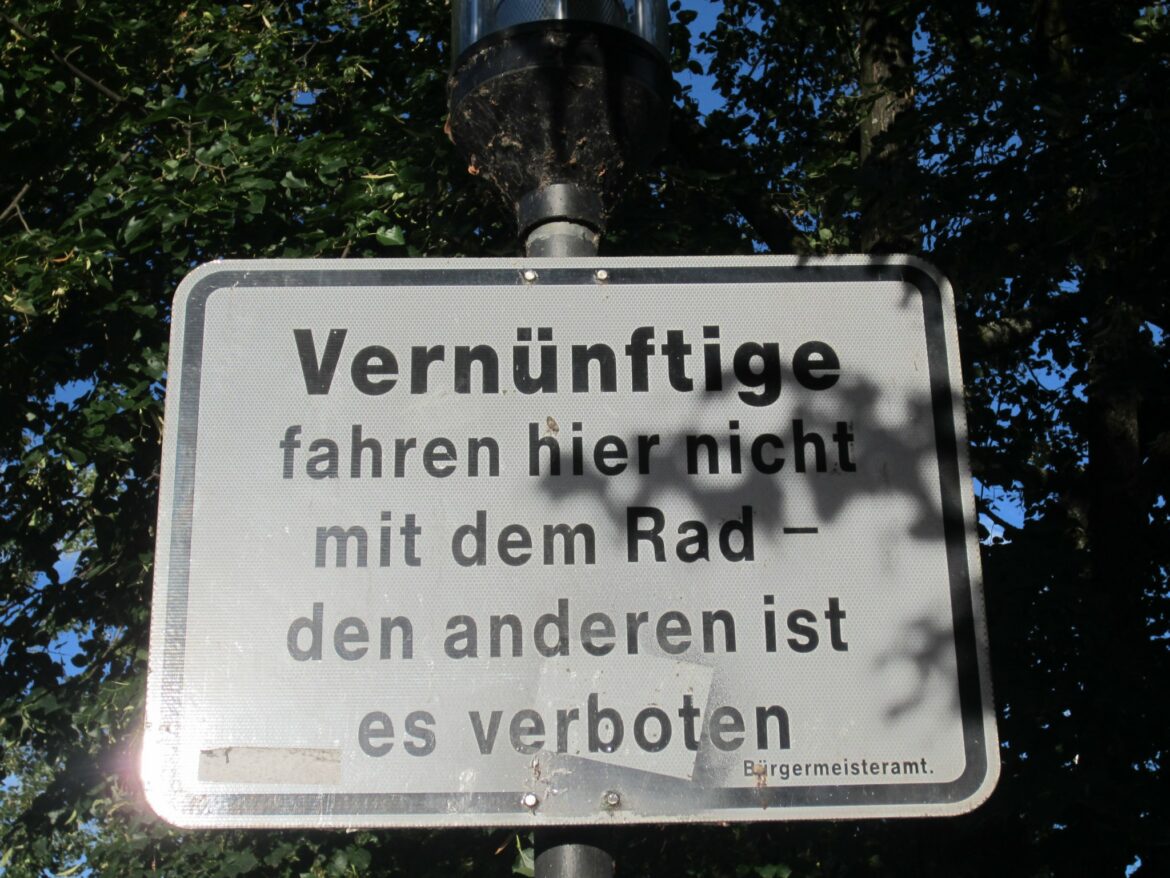 Vernünftige
fahren hier nicht
mit dem Rad –
den anderen ist
es verboten
Bürgermeisteramt.